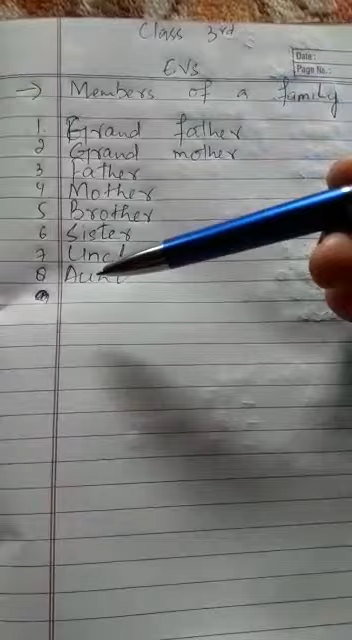 Class 3rd
EVS
Date:
Page No.:
→ Members of a family
1. Grand father
2 Grand mother
3 Father
4 Mother
5 Brother
6 Sister
7 Uncl
8 Aunt